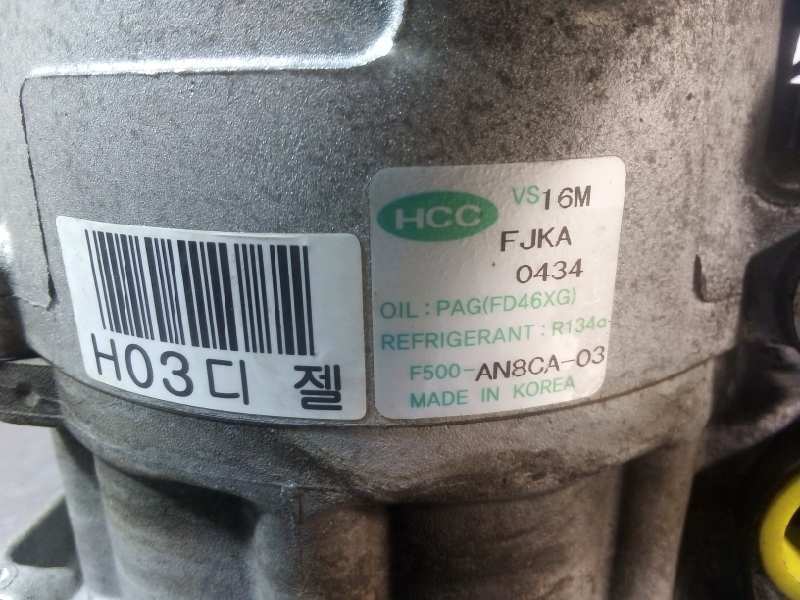 H03디 젤
HCC
VS16M
FJKA
0434
OIL : PAG(FD46XG)
REFRIGERANT : R134a
F500-AN8CA-03
MADE IN KOREA